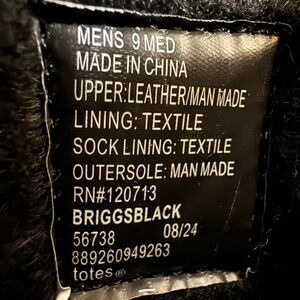 MENS 9 MED
MADE IN CHINA
UPPER:LEATHER/MAN MADE
LINING: TEXTILE
SOCK LINING: TEXTILE
OUTERSOLE: MAN MADE
RN#120713
BRIGGSBLACK
56738 08/24
889260949263
totes®